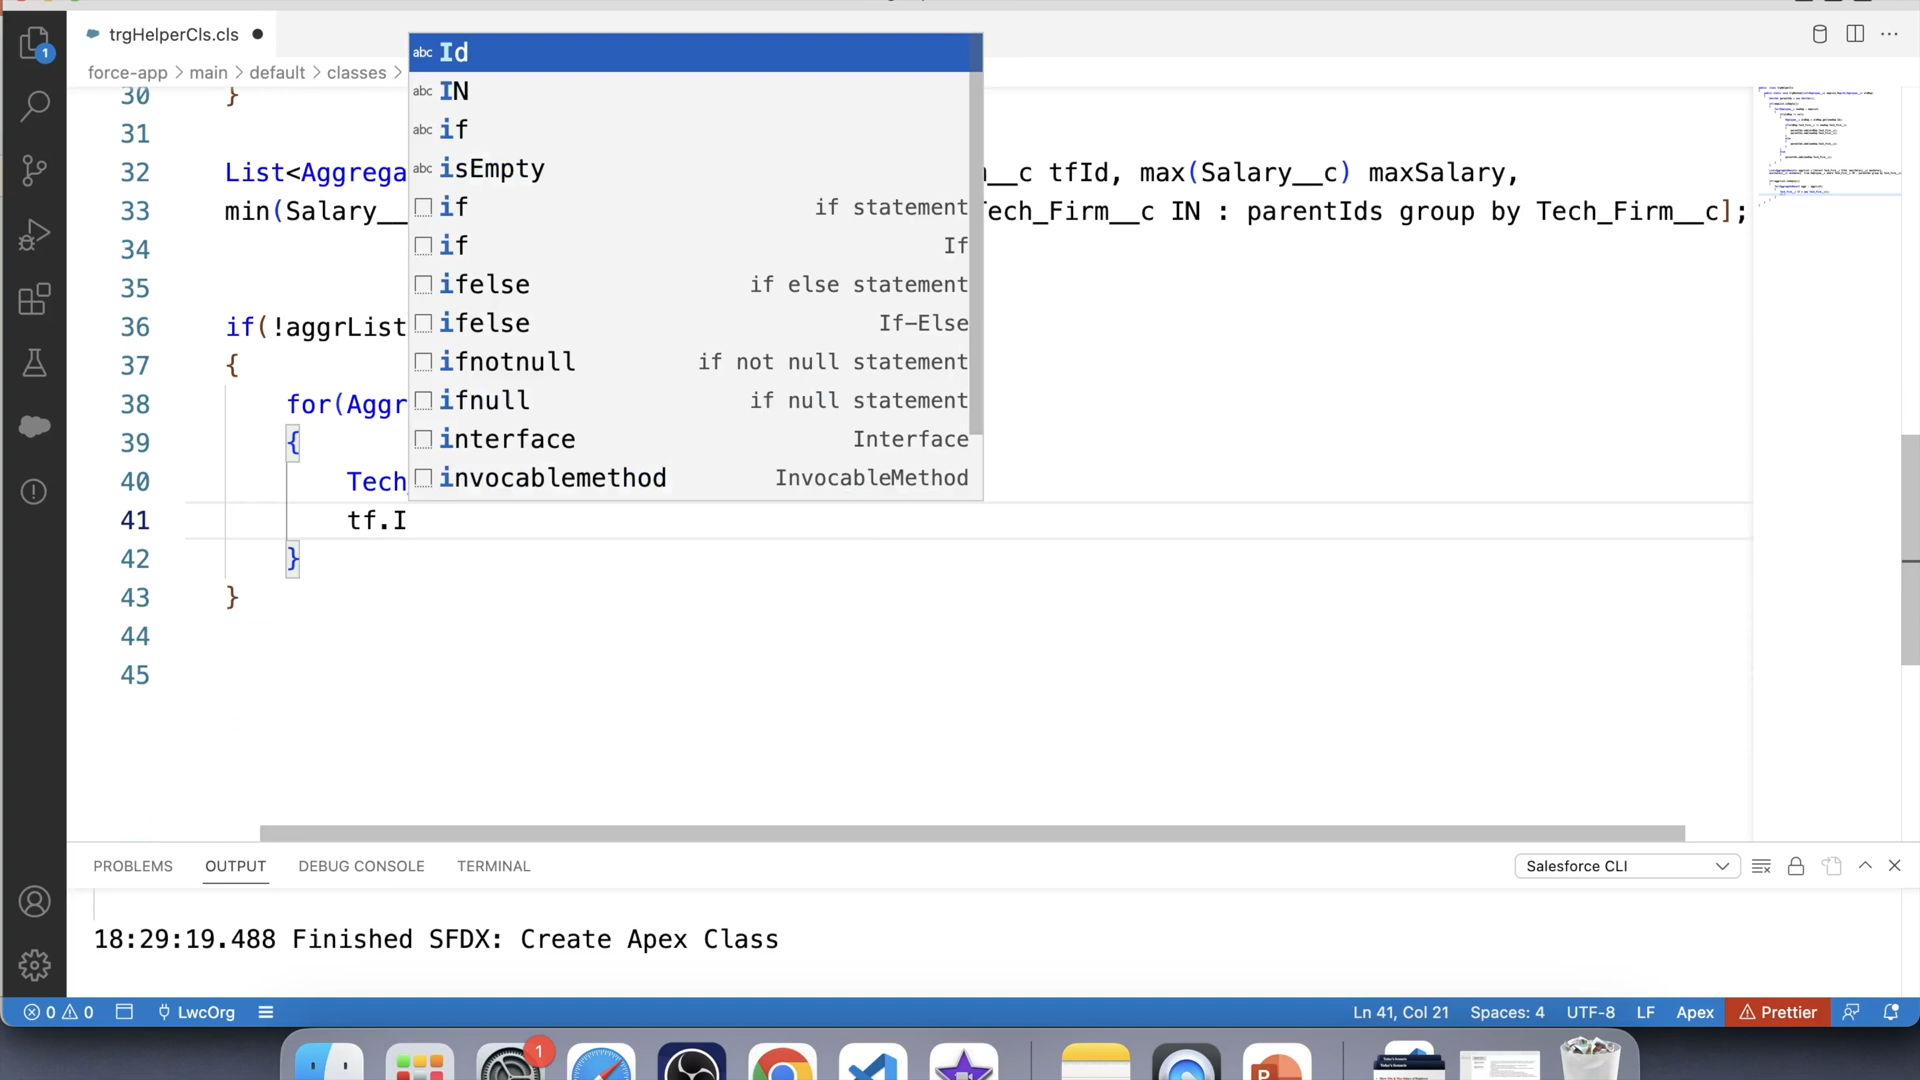 trgHelperCls.cls
force-app > main > default > classes >
30 }
31
32 List<Aggrega
__c tfId, max(Salary__c) maxSalary,
33 min(Salary__
Tech_Firm__c IN : parentIds group by Tech_Firm__c];
34
35
36 if(!aggrList
37 {
38 for(Aggr
39 {
40 Tech_
41 tf.I
42 }
43 }
44
45
abc Id
abc IN
abc if
abc isEmpty
if if statement
if If
ifelse if else statement
ifelse If-Else
ifnotnull if not null statement
ifnull if null statement
interface Interface
invocablemethod InvocableMethod
1
PROBLEMS OUTPUT DEBUG CONSOLE TERMINAL
Salesforce CLI
18:29:19.488 Finished SFDX: Create Apex Class
0 0 LwcOrg
Ln 41, Col 21 Spaces: 4 UTF-8 LF Apex Prettier
1